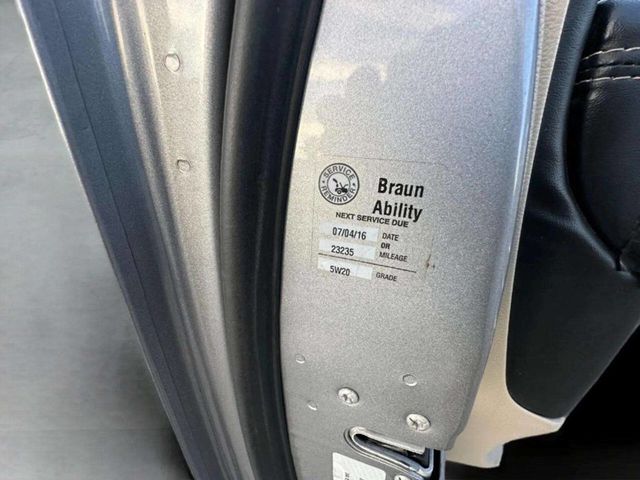 SERVICE
REMINDER
Braun
Ability
NEXT SERVICE DUE
07/04/16 DATE
OR
23235 MILEAGE
5W20 GRADE